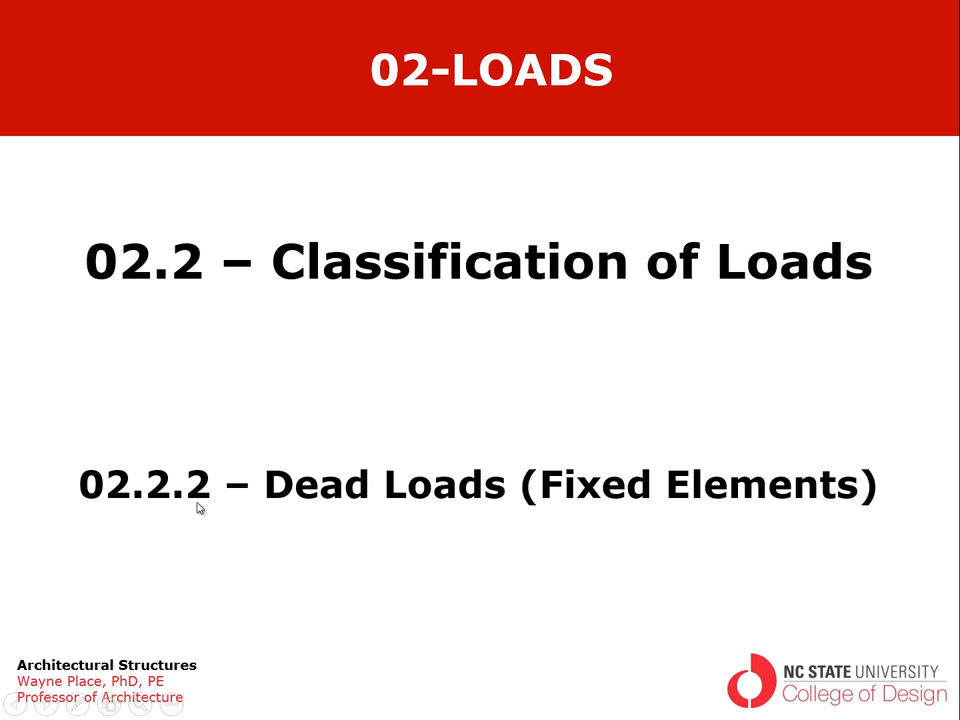 02-LOADS
02.2 – Classification of Loads
02.2.2 – Dead Loads (Fixed Elements)
Architectural Structures
Wayne Place, PhD, PE
Professor of Architecture
NC STATE UNIVERSITY
College of Design